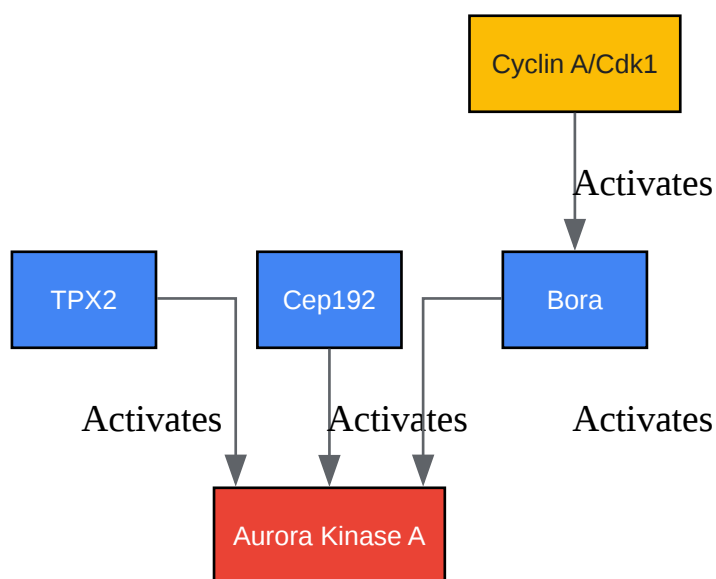 Cyclin A/Cdk1
Activates
TPX2
Cep192
Bora
Activates
Activates
Activates
Aurora Kinase A